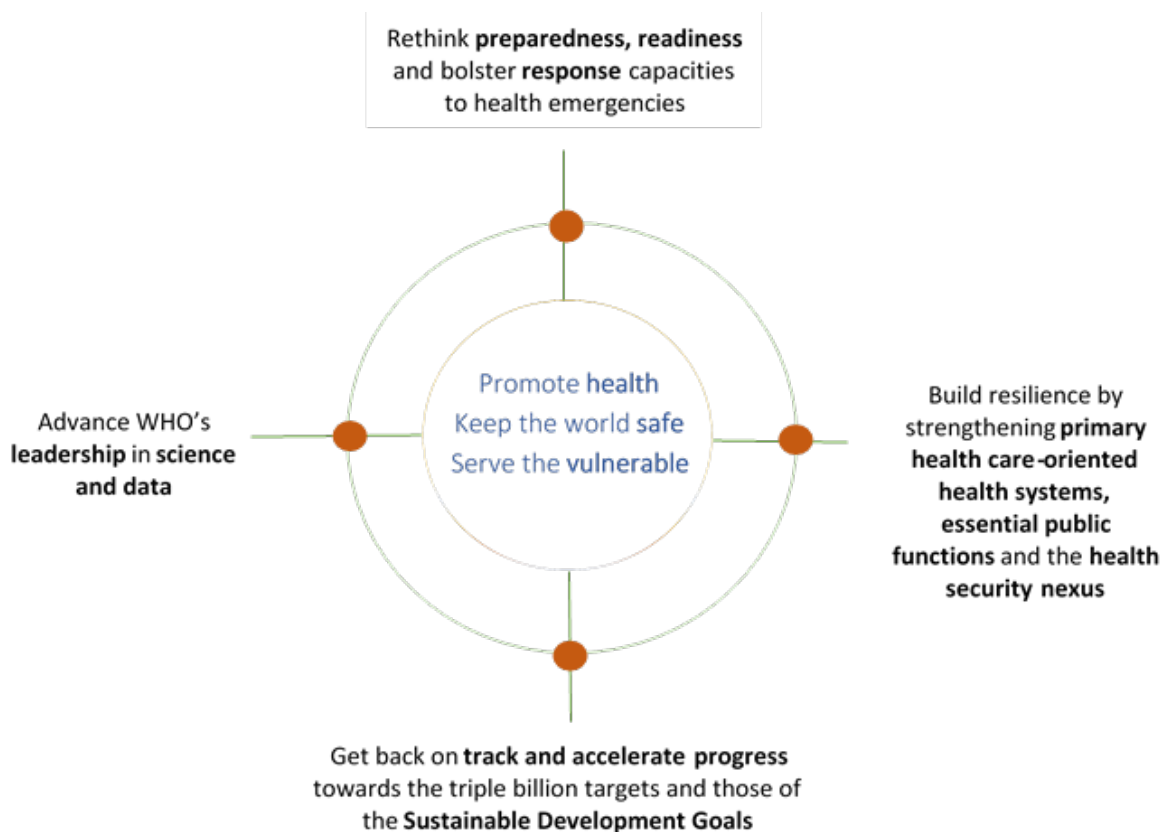 Rethink preparedness, readiness
and bolster response capacities
to health emergencies
Promote health
Keep the world safe
Serve the vulnerable
Advance WHO's
leadership in science
and data
Build resilience by
strengthening primary
health care-oriented
health systems,
essential public
functions and the health
security nexus
Get back on track and accelerate progress
towards the triple billion targets and those of
the Sustainable Development Goals